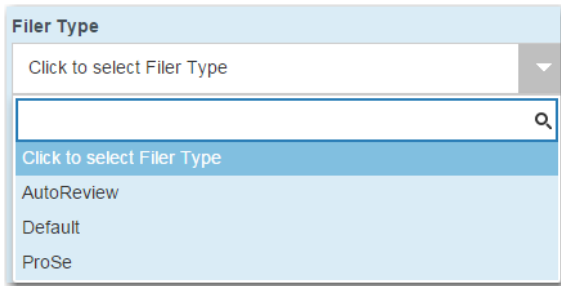 Filer Type
Click to select Filer Type
Click to select Filer Type
AutoReview
Default
ProSe